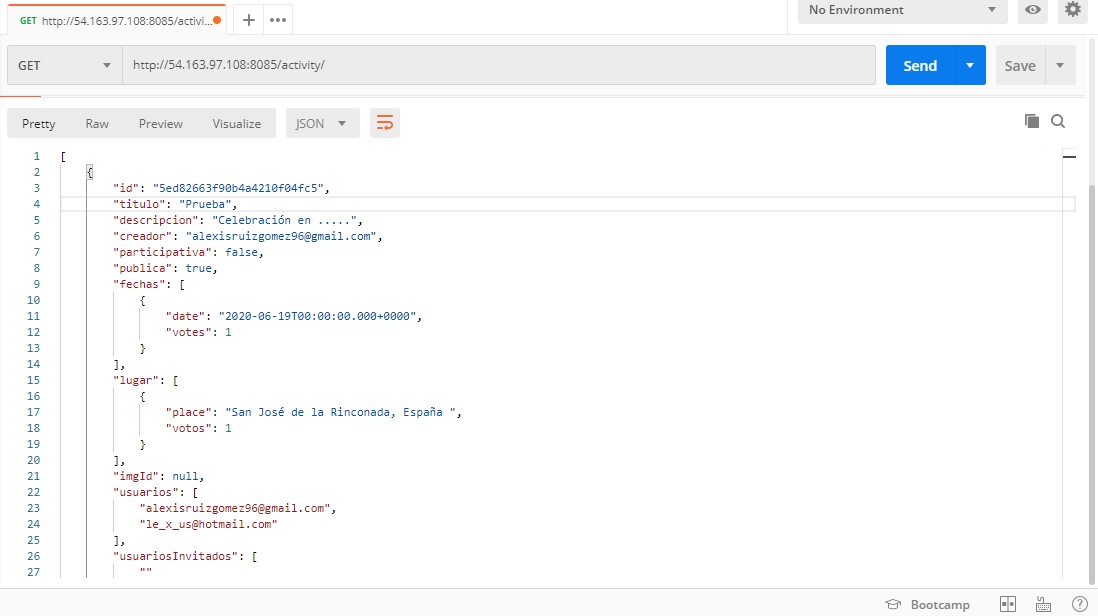 GET http://54.163.97.108:8085/activi...
No Environment
GET http://54.163.97.108:8085/activity/ Send Save
Pretty Raw Preview Visualize JSON
1 [
2 {
3 "id": "5ed82663f90b4a4210f04fc5",
4 "titulo": "Prueba",
5 "descripcion": "Celebración en .....",
6 "creador": "alexisruizgomez96@gmail.com",
7 "participativa": false,
8 "publica": true,
9 "fechas": [
10 {
11 "date": "2020-06-19T00:00:00.000+0000",
12 "votes": 1
13 }
14 ],
15 "lugar": [
16 {
17 "place": "San José de la Rinconada, España ",
18 "votos": 1
19 }
20 ],
21 "imgId": null,
22 "usuarios": [
23 "alexisruizgomez96@gmail.com",
24 "le_x_us@hotmail.com"
25 ],
26 "usuariosInvitados": [
27 ""
Bootcamp